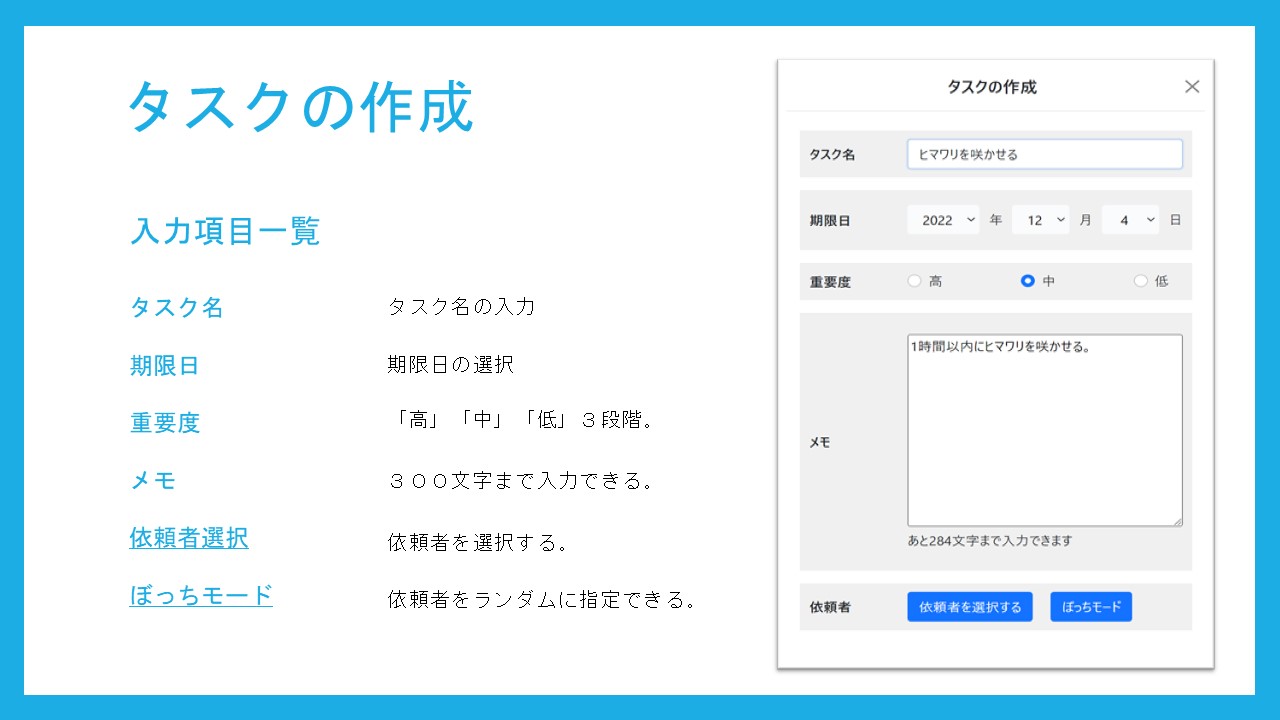 タスクの作成
入力項目一覧
タスク名 タスク名の入力
期限日 期限日の選択
重要度 「高」「中」「低」３段階。
メモ ３００文字まで入力できる。
依頼者選択 依頼者を選択する。
ぼっちモード 依頼者をランダムに指定できる。
タスクの作成
タスク名 ヒマワリを咲かせる
期限日 2022 年 12 月 4 日
重要度 高 中 低
1時間以内にヒマワリを咲かせる。
メモ
あと284文字まで入力できます
依頼者 依頼者を選択する ぼっちモード